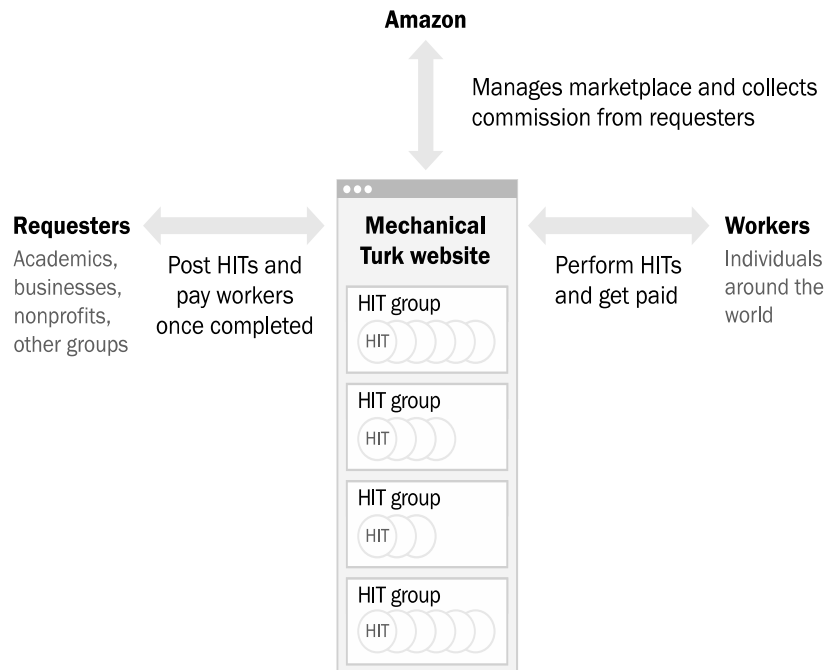 Amazon
Manages marketplace and collects
commission from requesters
Requesters
Academics,
businesses,
nonprofits,
other groups
Post HITs and
pay workers
once completed
Mechanical
Turk website
Perform HITs
and get paid
Workers
Individuals
around the
world
HIT group
HIT
HIT group
HIT
HIT group
HIT
HIT group
HIT